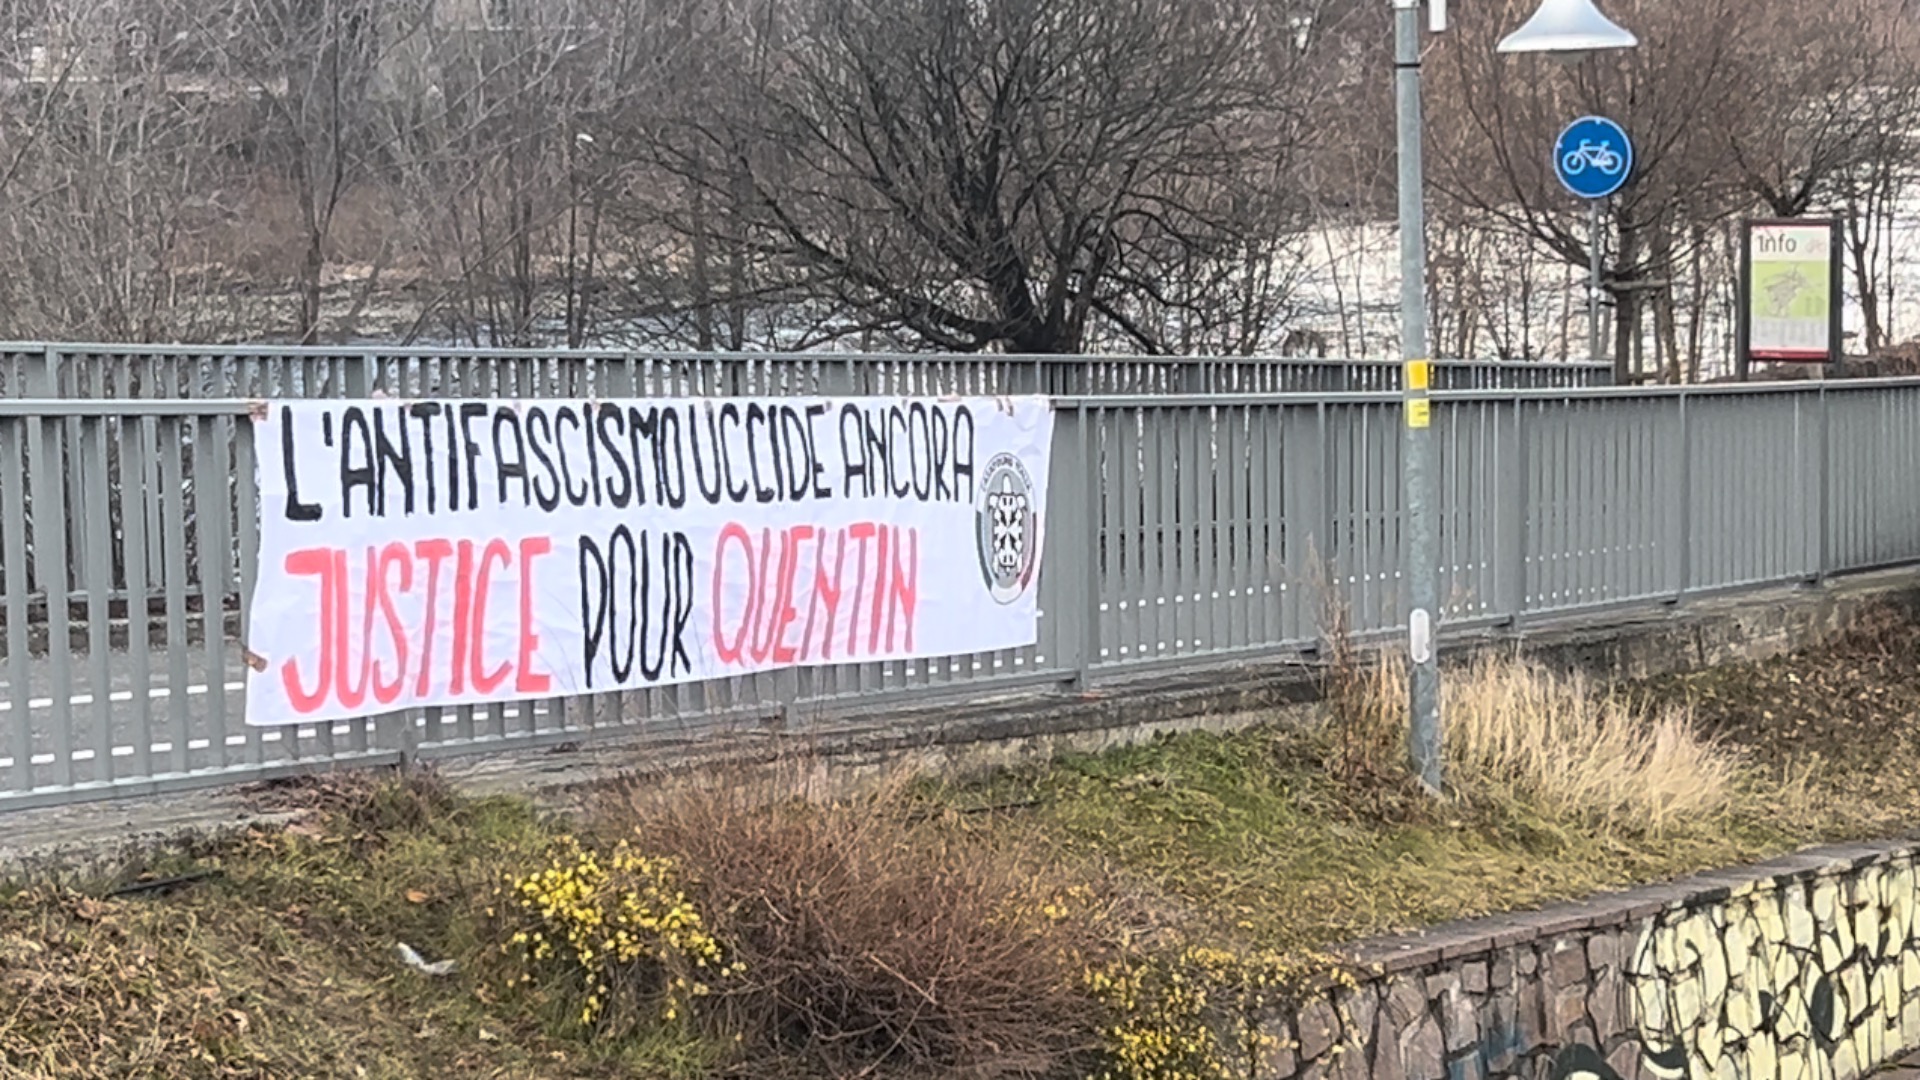 L'ANTIFASCISMO UCCIDE ANCORA
JUSTICE POUR QUENTIN
Info